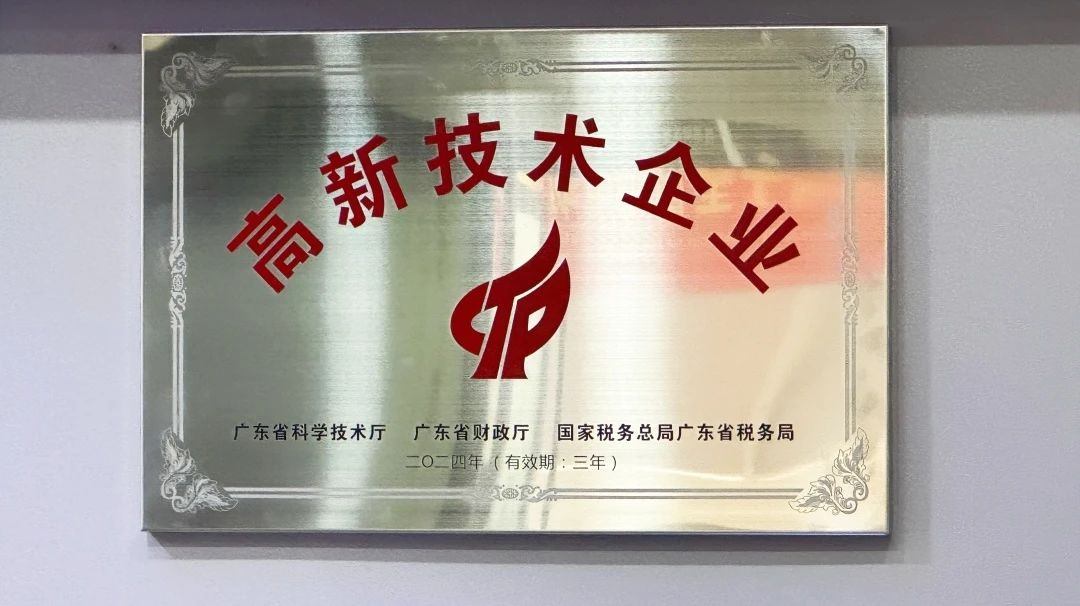 高新技术企业
广东省科学技术厅 广东省财政厅 国家税务总局广东省税务局
二〇二四年（有效期：三年）